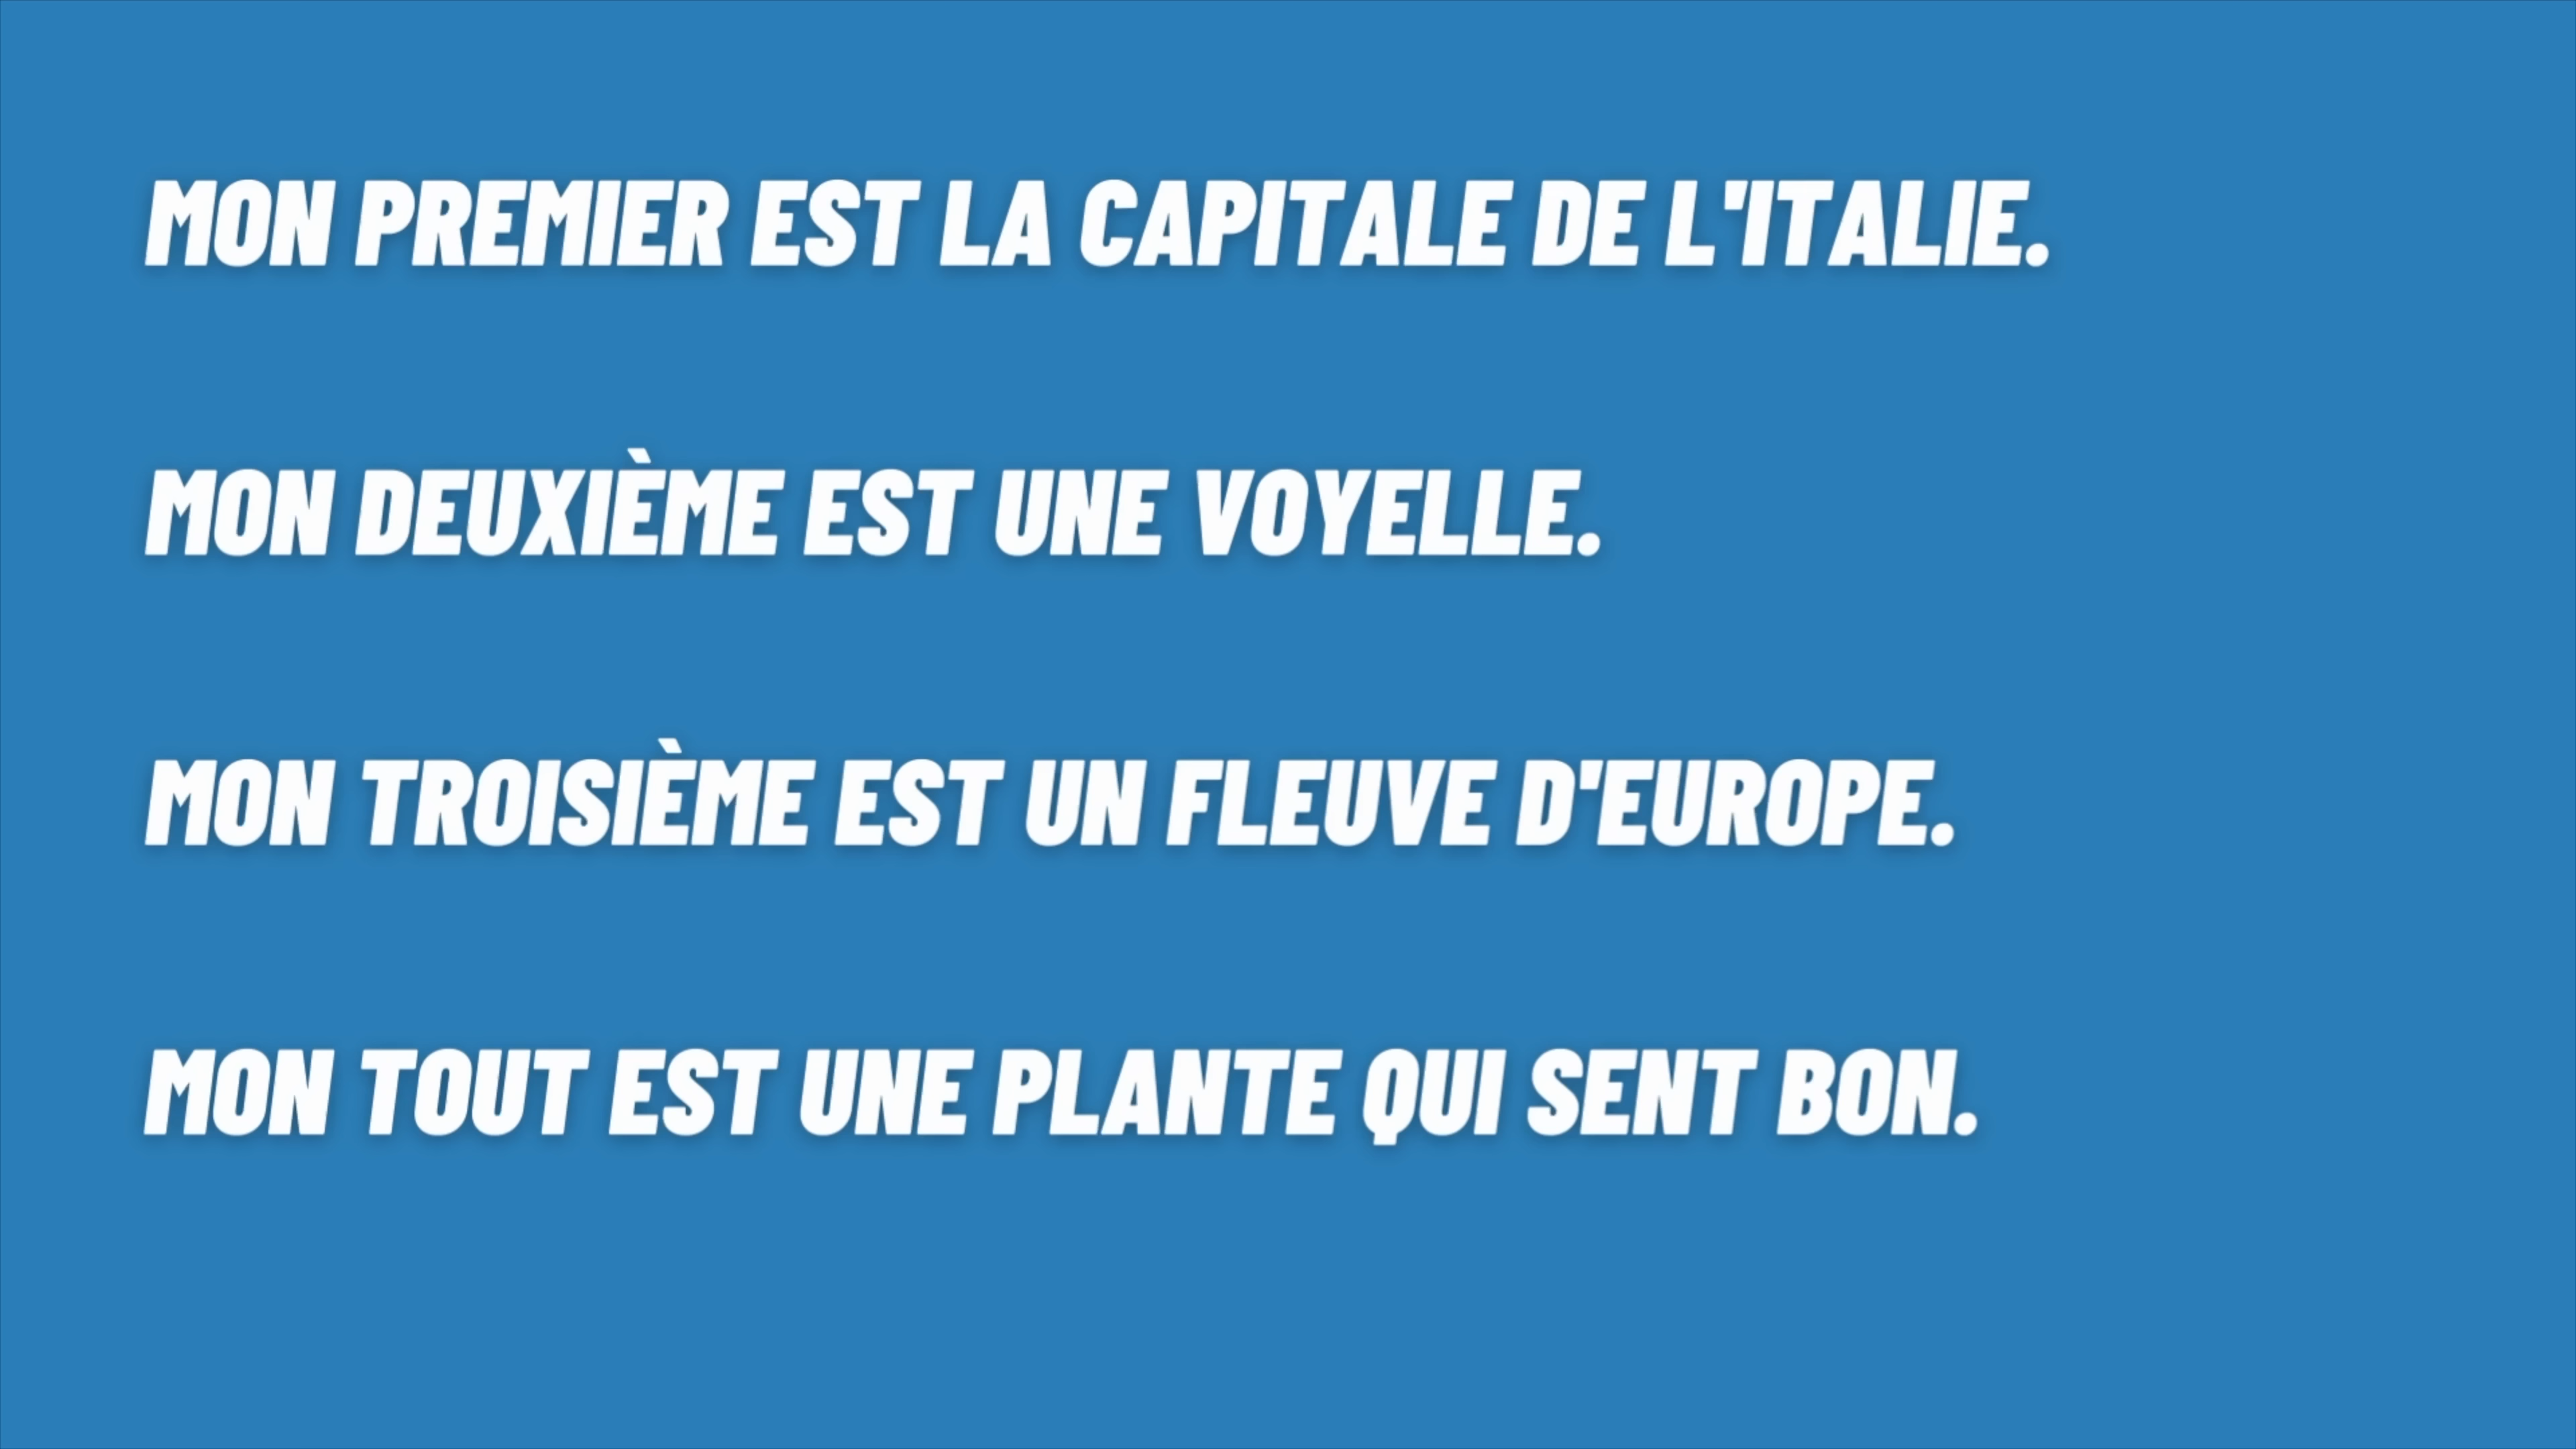 MON PREMIER EST LA CAPITALE DE L'ITALIE.
MON DEUXIÈME EST UNE VOYELLE.
MON TROISIÈME EST UN FLEUVE D'EUROPE.
MON TOUT EST UNE PLANTE QUI SENT BON.